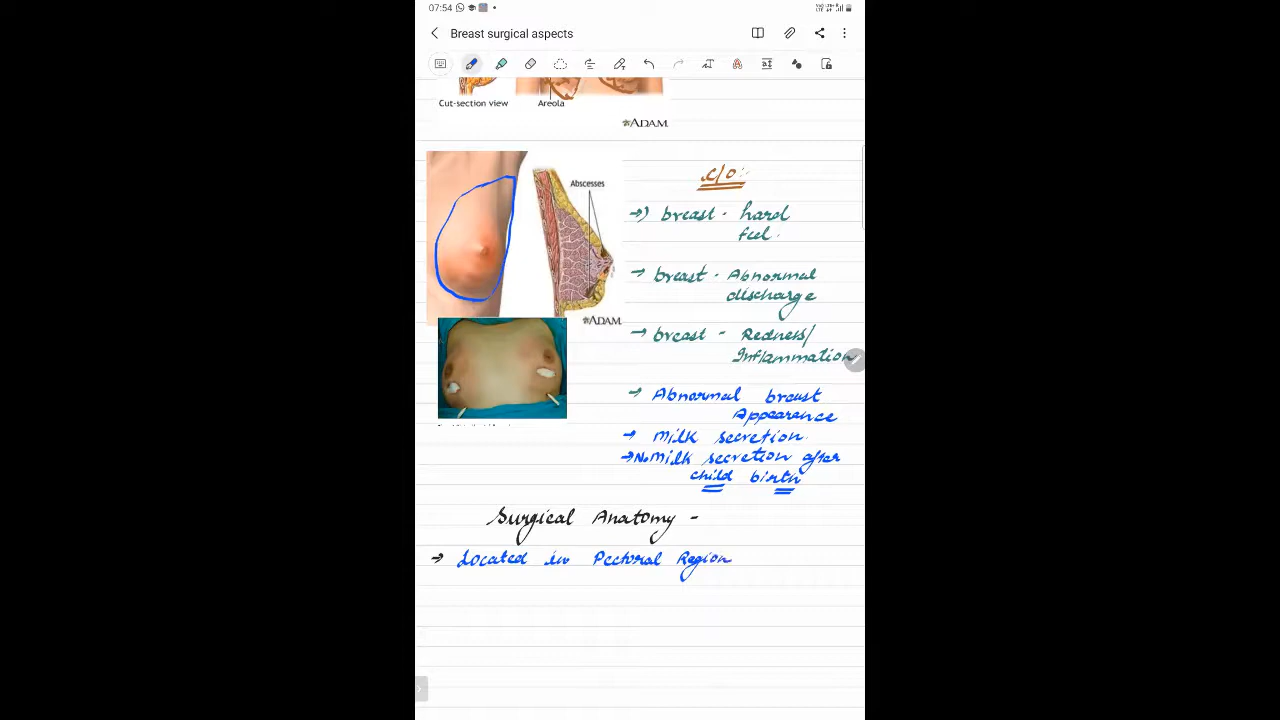 07:54
Breast surgical aspects
Cut-section view Areola
ADAM.
Abscesses
ADAM.
C/O:-
→) breast - hard
feel.
→ breast - Abnormal
discharge
→ breast - Redness/
Inflammation
→ Abnormal breast
Appearence
→ Milk secretion
→ No Milk secretion after
child birth
Surgical Anatomy -
→ Located in Pectoral Region